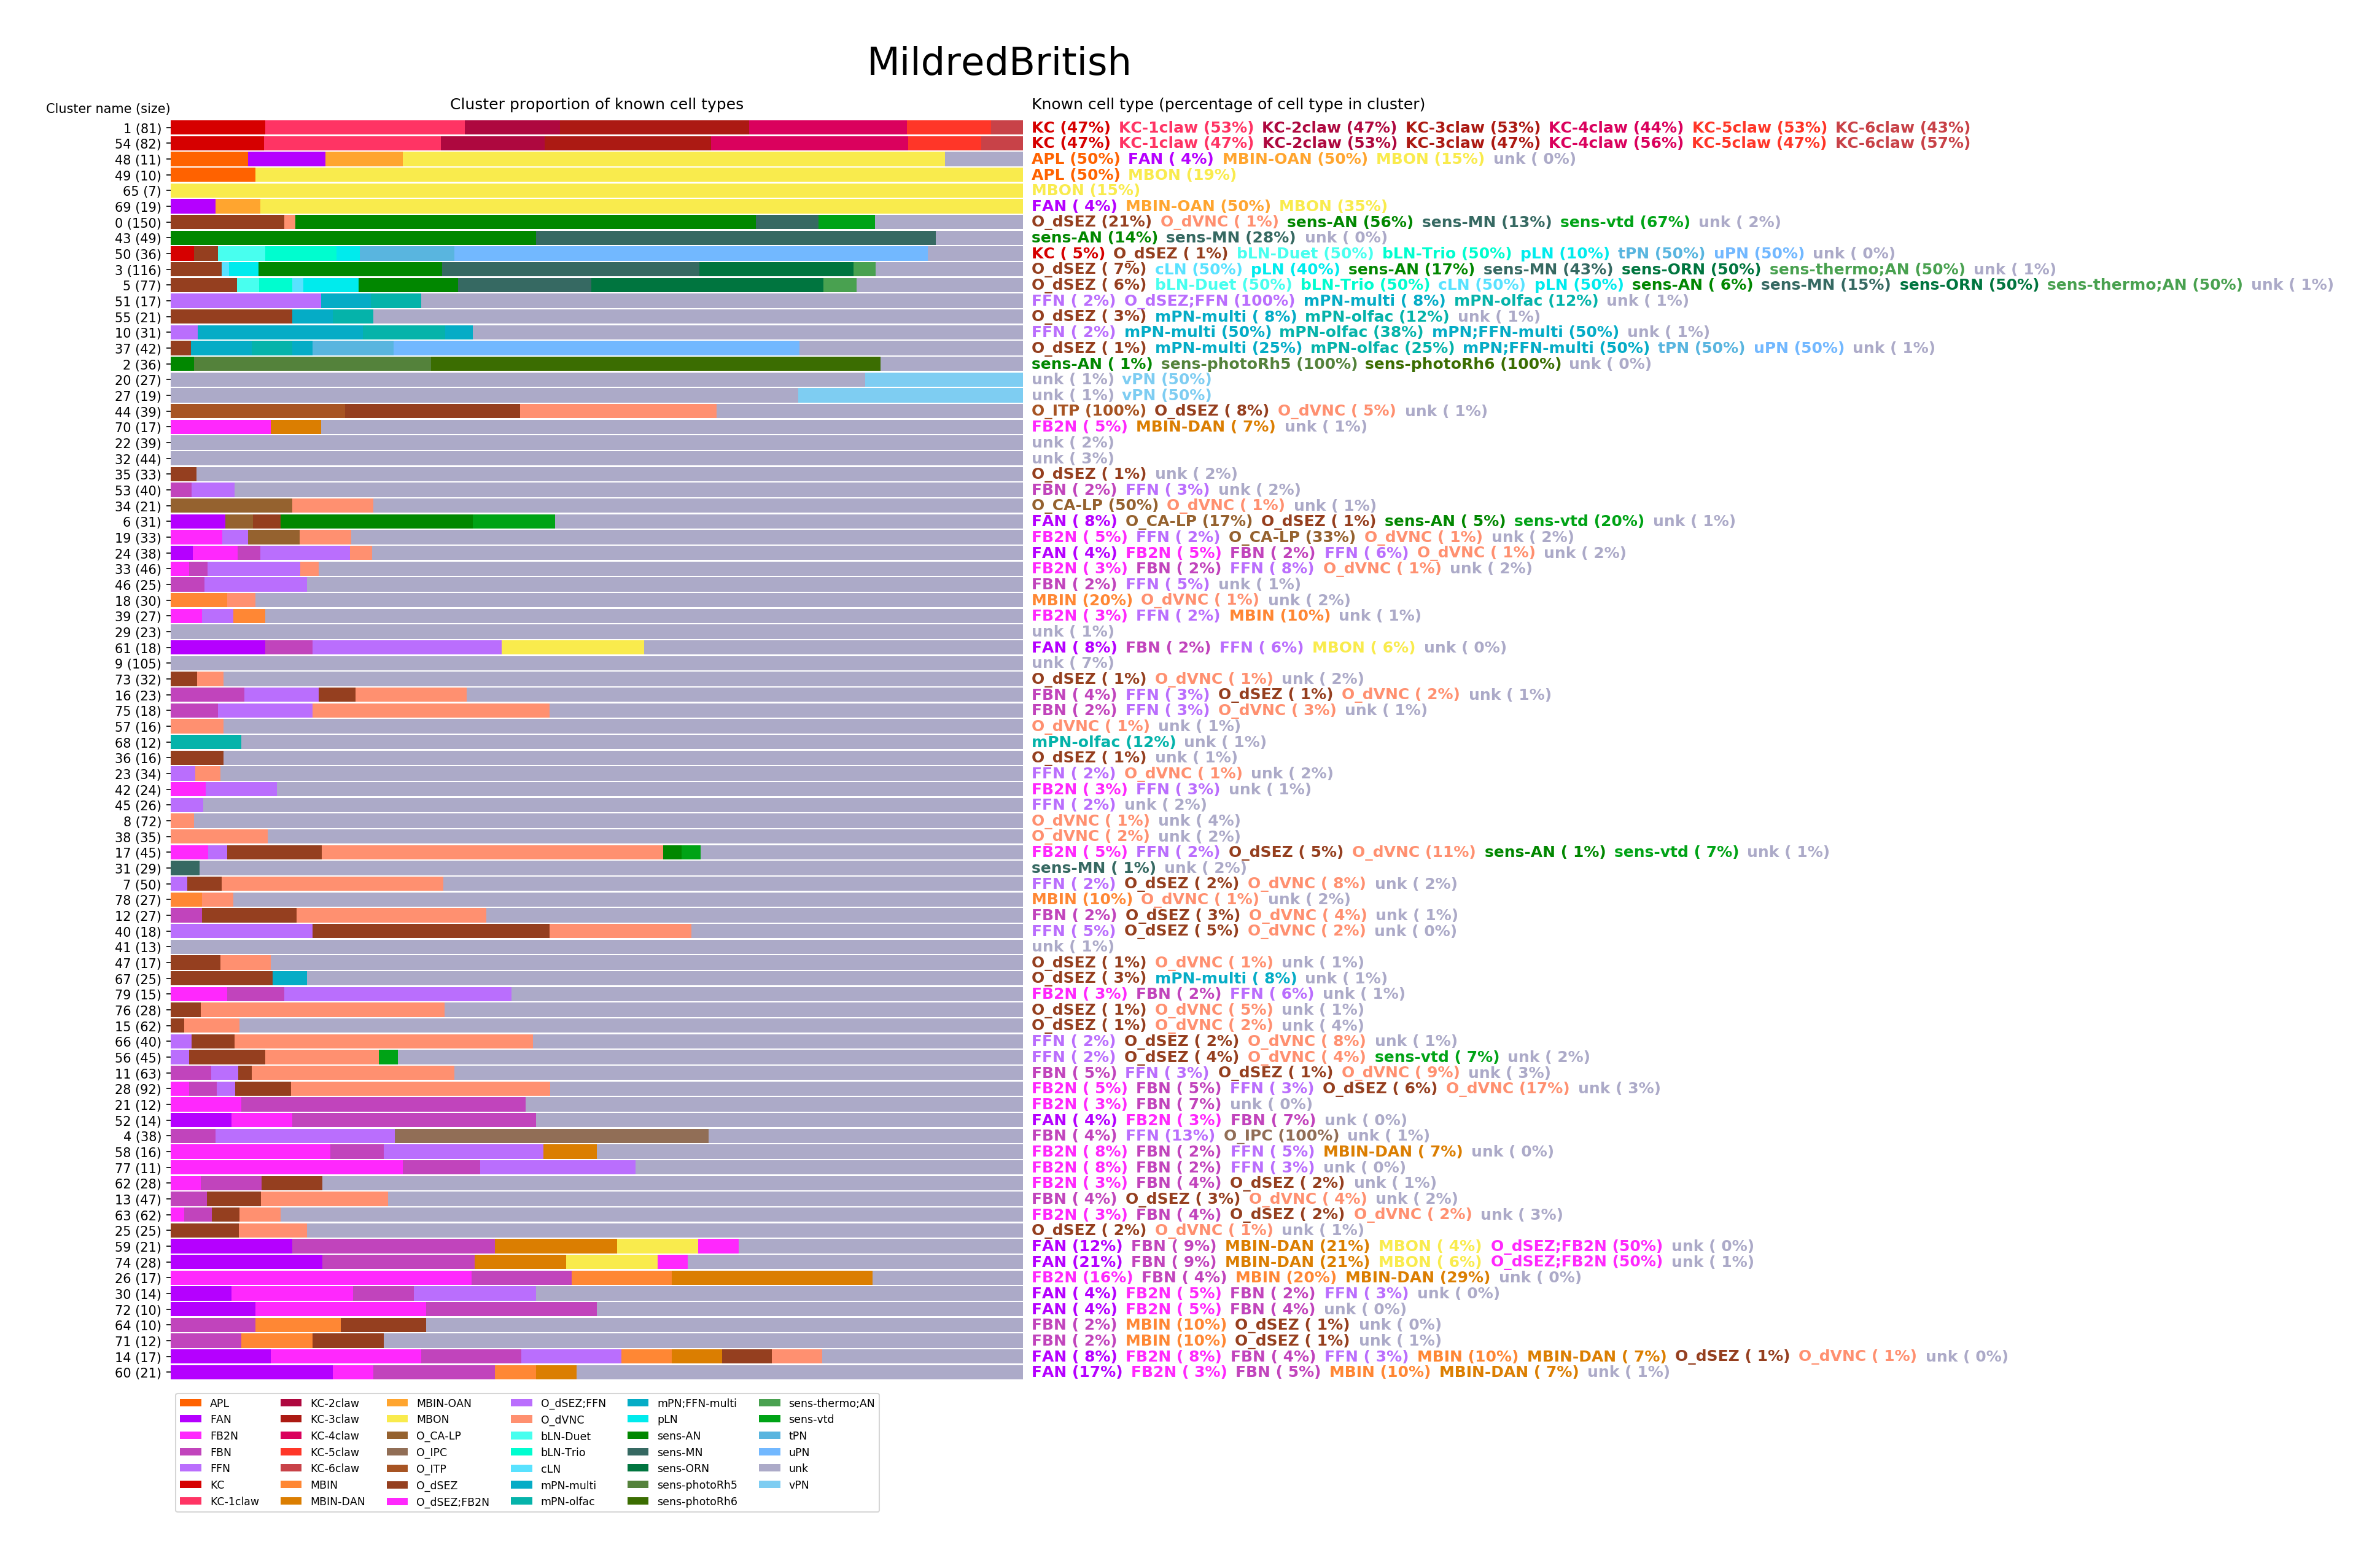 MildredBritish
Cluster name (size) Cluster proportion of known cell types Known cell type (percentage of cell type in cluster)
1 (81) KC (47%) KC-1claw (53%) KC-2claw (47%) KC-3claw (53%) KC-4claw (44%) KC-5claw (53%) KC-6claw (43%)
54 (82) KC (47%) KC-1claw (47%) KC-2claw (53%) KC-3claw (47%) KC-4claw (56%) KC-5claw (47%) KC-6claw (57%)
48 (11) APL (50%) FAN ( 4%) MBIN-OAN (50%) MBON (15%) unk ( 0%)
49 (10) APL (50%) MBON (19%)
65 (7) MBON (15%)
69 (19) FAN ( 4%) MBIN-OAN (50%) MBON (35%)
0 (150) O_dSEZ (21%) O_dVNC ( 1%) sens-AN (56%) sens-MN (13%) sens-vtd (67%) unk ( 2%)
43 (49) sens-AN (14%) sens-MN (28%) unk ( 0%)
50 (36) KC ( 5%) O_dSEZ ( 1%) bLN-Duet (50%) bLN-Trio (50%) pLN (10%) tPN (50%) uPN (50%) unk ( 0%)
3 (116) O_dSEZ ( 7%) cLN (50%) pLN (40%) sens-AN (17%) sens-MN (43%) sens-ORN (50%) sens-thermo;AN (50%) unk ( 1%)
5 (77) O_dSEZ ( 6%) bLN-Duet (50%) bLN-Trio (50%) cLN (50%) pLN (50%) sens-AN ( 6%) sens-MN (15%) sens-ORN (50%) sens-thermo;AN (50%) unk ( 1%)
51 (17) FFN ( 2%) O_dSEZ;FFN (100%) mPN-multi ( 8%) mPN-olfac (12%) unk ( 1%)
55 (21) O_dSEZ ( 3%) mPN-multi ( 8%) mPN-olfac (12%) unk ( 1%)
10 (31) FFN ( 2%) mPN-multi (50%) mPN-olfac (38%) mPN;FFN-multi (50%) unk ( 1%)
37 (42) O_dSEZ ( 1%) mPN-multi (25%) mPN-olfac (25%) mPN;FFN-multi (50%) tPN (50%) uPN (50%) unk ( 1%)
2 (36) sens-AN ( 1%) sens-photoRh5 (100%) sens-photoRh6 (100%) unk ( 0%)
20 (27) unk ( 1%) vPN (50%)
27 (19) unk ( 1%) vPN (50%)
44 (39) O_ITP (100%) O_dSEZ ( 8%) O_dVNC ( 5%) unk ( 1%)
70 (17) FB2N ( 5%) MBIN-DAN ( 7%) unk ( 1%)
22 (39) unk ( 2%)
32 (44) unk ( 3%)
35 (33) O_dSEZ ( 1%) unk ( 2%)
53 (40) FBN ( 2%) FFN ( 3%) unk ( 2%)
34 (21) O_CA-LP (50%) O_dVNC ( 1%) unk ( 1%)
6 (31) FAN ( 8%) O_CA-LP (17%) O_dSEZ ( 1%) sens-AN ( 5%) sens-vtd (20%) unk ( 1%)
19 (33) FB2N ( 5%) FFN ( 2%) O_CA-LP (33%) O_dVNC ( 1%) unk ( 2%)
24 (38) FAN ( 4%) FB2N ( 5%) FBN ( 2%) FFN ( 6%) O_dVNC ( 1%) unk ( 2%)
33 (46) FB2N ( 3%) FBN ( 2%) FFN ( 8%) O_dVNC ( 1%) unk ( 2%)
46 (25) FBN ( 2%) FFN ( 5%) unk ( 1%)
18 (30) MBIN (20%) O_dVNC ( 1%) unk ( 2%)
39 (27) FB2N ( 3%) FFN ( 2%) MBIN (10%) unk ( 1%)
29 (23) unk ( 1%)
61 (18) FAN ( 8%) FBN ( 2%) FFN ( 6%) MBON ( 6%) unk ( 0%)
9 (105) unk ( 7%)
73 (32) O_dSEZ ( 1%) O_dVNC ( 1%) unk ( 2%)
16 (23) FBN ( 4%) FFN ( 3%) O_dSEZ ( 1%) O_dVNC ( 2%) unk ( 1%)
75 (18) FBN ( 2%) FFN ( 3%) O_dVNC ( 3%) unk ( 1%)
57 (16) O_dVNC ( 1%) unk ( 1%)
68 (12) mPN-olfac (12%) unk ( 1%)
36 (16) O_dSEZ ( 1%) unk ( 1%)
23 (34) FFN ( 2%) O_dVNC ( 1%) unk ( 2%)
42 (24) FB2N ( 3%) FFN ( 3%) unk ( 1%)
45 (26) FFN ( 2%) unk ( 2%)
8 (72) O_dVNC ( 1%) unk ( 4%)
38 (35) O_dVNC ( 2%) unk ( 2%)
17 (45) FB2N ( 5%) FFN ( 2%) O_dSEZ ( 5%) O_dVNC (11%) sens-AN ( 1%) sens-vtd ( 7%) unk ( 1%)
31 (29) sens-MN ( 1%) unk ( 2%)
7 (50) FFN ( 2%) O_dSEZ ( 2%) O_dVNC ( 8%) unk ( 2%)
78 (27) MBIN (10%) O_dVNC ( 1%) unk ( 2%)
12 (27) FBN ( 2%) O_dSEZ ( 3%) O_dVNC ( 4%) unk ( 1%)
40 (18) FFN ( 5%) O_dSEZ ( 5%) O_dVNC ( 2%) unk ( 0%)
41 (13) unk ( 1%)
47 (17) O_dSEZ ( 1%) O_dVNC ( 1%) unk ( 1%)
67 (25) O_dSEZ ( 3%) mPN-multi ( 8%) unk ( 1%)
79 (15) FB2N ( 3%) FBN ( 2%) FFN ( 6%) unk ( 1%)
76 (28) O_dSEZ ( 1%) O_dVNC ( 5%) unk ( 1%)
15 (62) O_dSEZ ( 1%) O_dVNC ( 2%) unk ( 4%)
66 (40) FFN ( 2%) O_dSEZ ( 2%) O_dVNC ( 8%) unk ( 1%)
56 (45) FFN ( 2%) O_dSEZ ( 4%) O_dVNC ( 4%) sens-vtd ( 7%) unk ( 2%)
11 (63) FBN ( 5%) FFN ( 3%) O_dSEZ ( 1%) O_dVNC ( 9%) unk ( 3%)
28 (92) FB2N ( 5%) FBN ( 5%) FFN ( 3%) O_dSEZ ( 6%) O_dVNC (17%) unk ( 3%)
21 (12) FB2N ( 3%) FBN ( 7%) unk ( 0%)
52 (14) FAN ( 4%) FB2N ( 3%) FBN ( 7%) unk ( 0%)
4 (38) FBN ( 4%) FFN (13%) O_IPC (100%) unk ( 1%)
58 (16) FB2N ( 8%) FBN ( 2%) FFN ( 5%) MBIN-DAN ( 7%) unk ( 0%)
77 (11) FB2N ( 8%) FBN ( 2%) FFN ( 3%) unk ( 0%)
62 (28) FB2N ( 3%) FBN ( 4%) O_dSEZ ( 2%) unk ( 1%)
13 (47) FBN ( 4%) O_dSEZ ( 3%) O_dVNC ( 4%) unk ( 2%)
63 (62) FB2N ( 3%) FBN ( 4%) O_dSEZ ( 2%) O_dVNC ( 2%) unk ( 3%)
25 (25) O_dSEZ ( 2%) O_dVNC ( 1%) unk ( 1%)
59 (21) FAN (12%) FBN ( 9%) MBIN-DAN (21%) MBON ( 4%) O_dSEZ;FB2N (50%) unk ( 0%)
74 (28) FAN (21%) FBN ( 9%) MBIN-DAN (21%) MBON ( 6%) O_dSEZ;FB2N (50%) unk ( 1%)
26 (17) FB2N (16%) FBN ( 4%) MBIN (20%) MBIN-DAN (29%) unk ( 0%)
30 (14) FAN ( 4%) FB2N ( 5%) FBN ( 2%) FFN ( 3%) unk ( 0%)
72 (10) FAN ( 4%) FB2N ( 5%) FBN ( 4%) unk ( 0%)
64 (10) FBN ( 2%) MBIN (10%) O_dSEZ ( 1%) unk ( 0%)
71 (12) FBN ( 2%) MBIN (10%) O_dSEZ ( 1%) unk ( 1%)
14 (17) FAN ( 8%) FB2N ( 8%) FBN ( 4%) FFN ( 3%) MBIN (10%) MBIN-DAN ( 7%) O_dSEZ ( 1%) O_dVNC ( 1%) unk ( 0%)
60 (21) FAN (17%) FB2N ( 3%) FBN ( 5%) MBIN (10%) MBIN-DAN ( 7%) unk ( 1%)
APL KC-2claw MBIN-OAN O_dSEZ;FFN mPN;FFN-multi sens-thermo;AN
FAN KC-3claw MBON O_dVNC pLN sens-vtd
FB2N KC-4claw O_CA-LP bLN-Duet sens-AN tPN
FBN KC-5claw O_IPC bLN-Trio sens-MN uPN
FFN KC-6claw O_ITP cLN sens-ORN unk
KC MBIN O_dSEZ mPN-multi sens-photoRh5 vPN
KC-1claw MBIN-DAN O_dSEZ;FB2N mPN-olfac sens-photoRh6